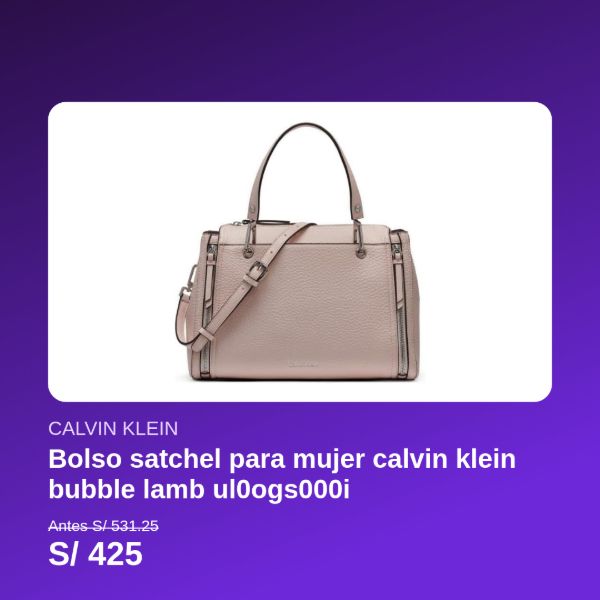 CALVIN KLEIN
Bolso satchel para mujer calvin klein
bubble lamb ul0ogs000i
Antes S/ 531.25
S/ 425